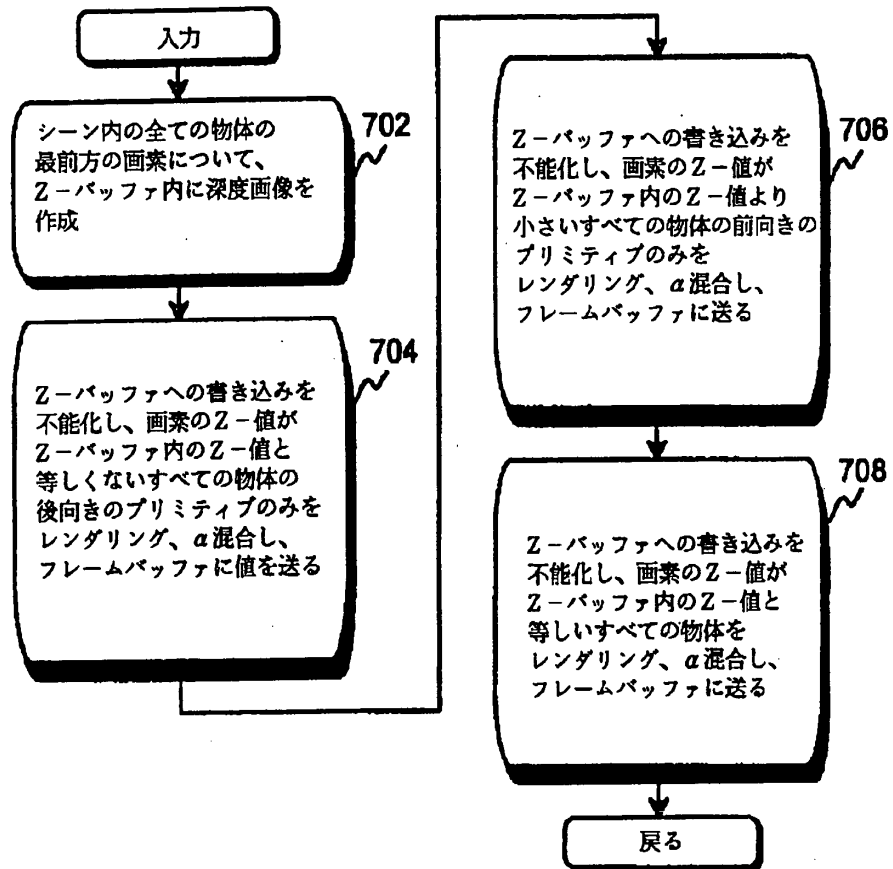 入力
シーン内の全ての物体の
最前方の画素について、
Z－バッファ内に深度画像を
作成
702
Z－バッファへの書き込みを
不能化し、画素のZ－値が
Z－バッファ内のZ－値と
等しくないすべての物体の
後向きのプリミティブのみを
レンダリング、α混合し、
フレームバッファに値を送る
704
Z－バッファへの書き込みを
不能化し、画素のZ－値が
Z－バッファ内のZ－値より
小さいすべての物体の前向きの
プリミティブのみを
レンダリング、α混合し、
フレームバッファに送る
706
Z－バッファへの書き込みを
不能化し、画素のZ－値が
Z－バッファ内のZ－値と
等しいすべての物体を
レンダリング、α混合し、
フレームバッファに送る
708
戻る